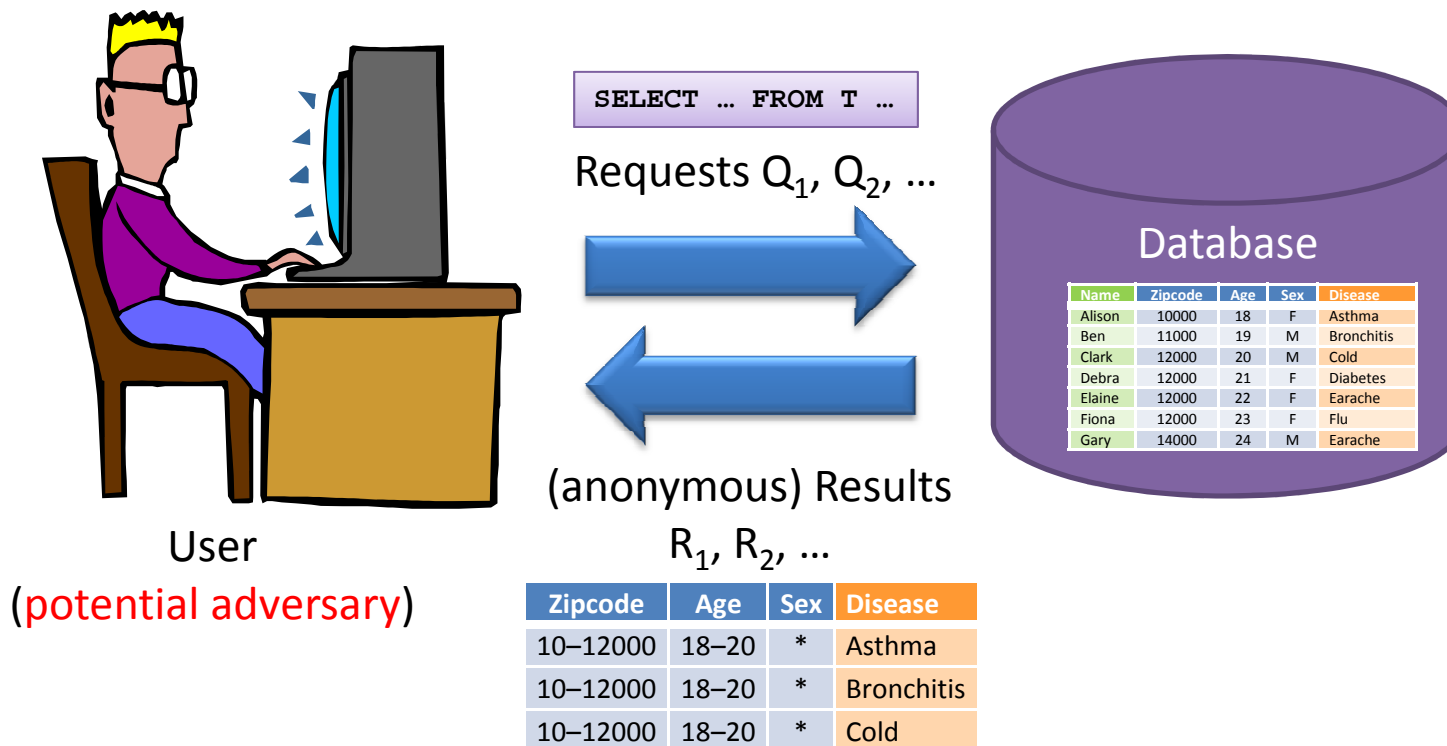 SELECT … FROM T …
Requests Q1, Q2, …
Database
Name Zipcode Age Sex Disease
Alison 10000 18 F Asthma
Ben 11000 19 M Bronchitis
Clark 12000 20 M Cold
Debra 12000 21 F Diabetes
Elaine 12000 22 F Earache
Fiona 12000 23 F Flu
Gary 14000 24 M Earache
(anonymous) Results
R1, R2, …
User
(potential adversary)
Zipcode Age Sex Disease
10–12000 18–20 * Asthma
10–12000 18–20 * Bronchitis
10–12000 18–20 * Cold